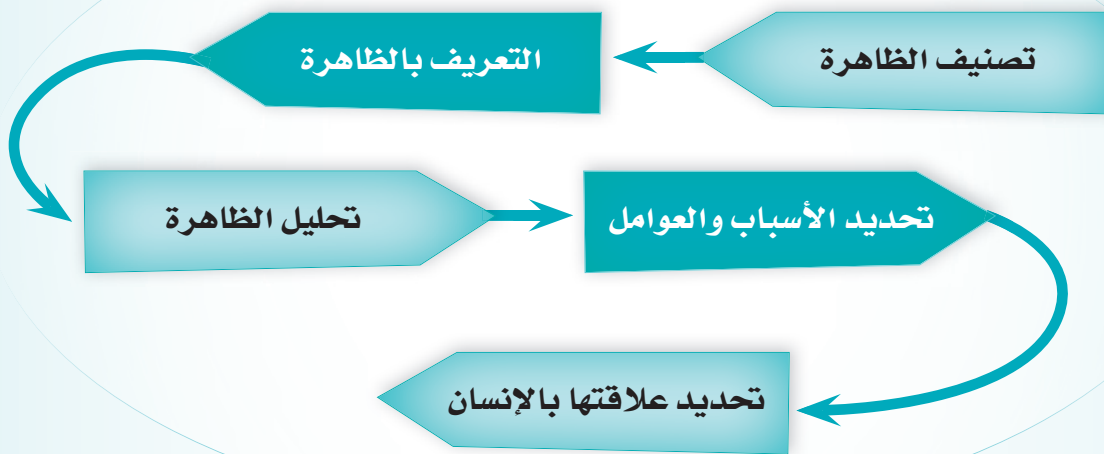 تصنيف الظاهرة
التعريف بالظاهرة
تحليل الظاهرة
تحديد الأسباب والعوامل
تحديد علاقتها بالإنسان